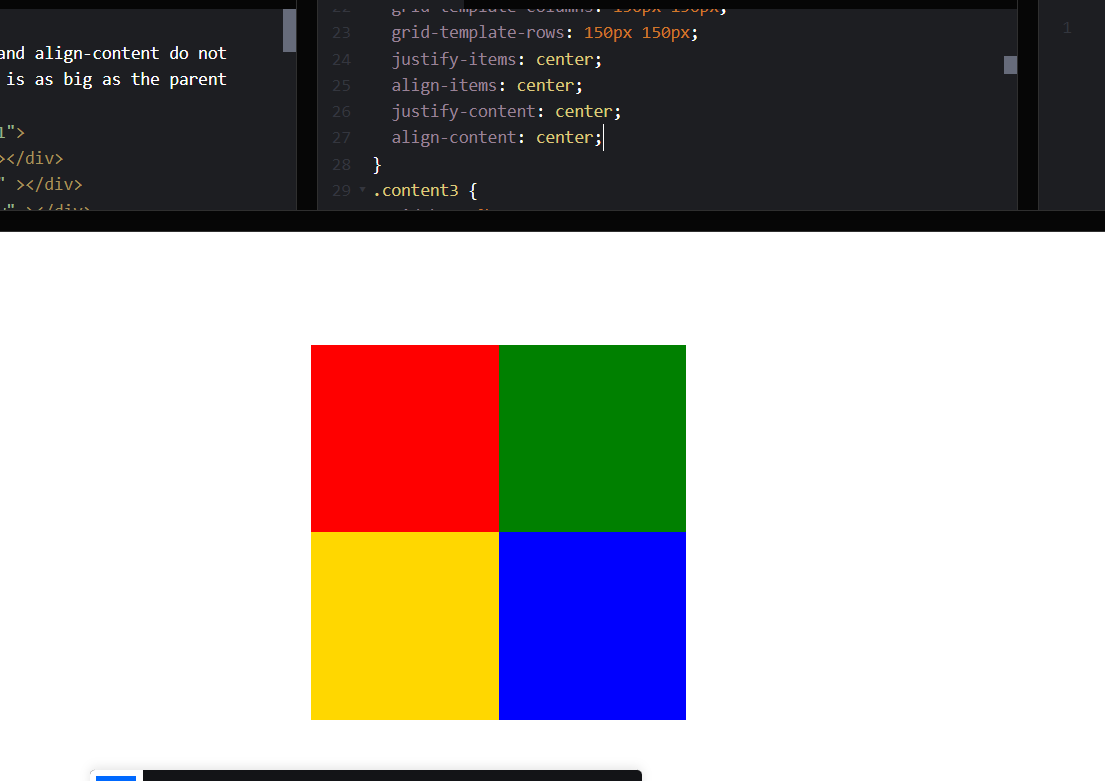 and align-content do not
is as big as the parent
1">
></div>
" ></div>
></div>
22 grid-template-columns: 150px 150px;
23 grid-template-rows: 150px 150px;
24 justify-items: center;
25 align-items: center;
26 justify-content: center;
27 align-content: center;
28 }
29 .content3 {
1